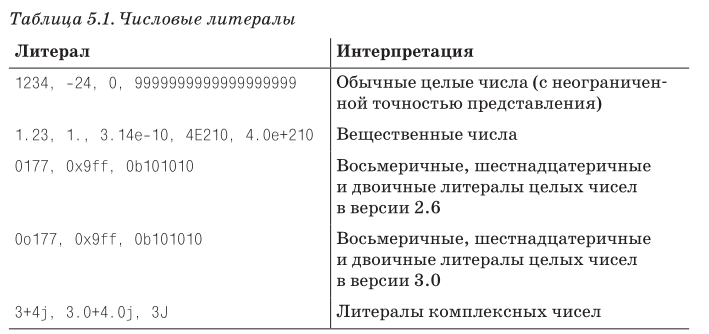 Таблица 5.1. Числовые литералы
Литерал Интерпретация
1234, -24, 0, 9999999999999999999 Обычные целые числа (с неограничен-
ной точностью представления)
1.23, 1., 3.14e-10, 4E210, 4.0e+210 Вещественные числа
0177, 0x9ff, 0b101010 Восьмеричные, шестнадцатеричные
и двоичные литералы целых чисел
в версии 2.6
0o177, 0x9ff, 0b101010 Восьмеричные, шестнадцатеричные
и двоичные литералы целых чисел
в версии 3.0
3+4j, 3.0+4.0j, 3J Литералы комплексных чисел